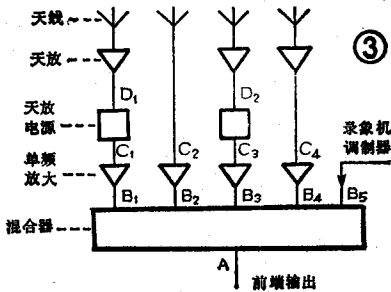 天线
天放
③
D₁
D₂
天放
电源
录象机
调制器
C₁
C₂
C₃
C₄
单频
放大
B₁
B₂
B₃
B₄
B₅
混合器
A
前端输出